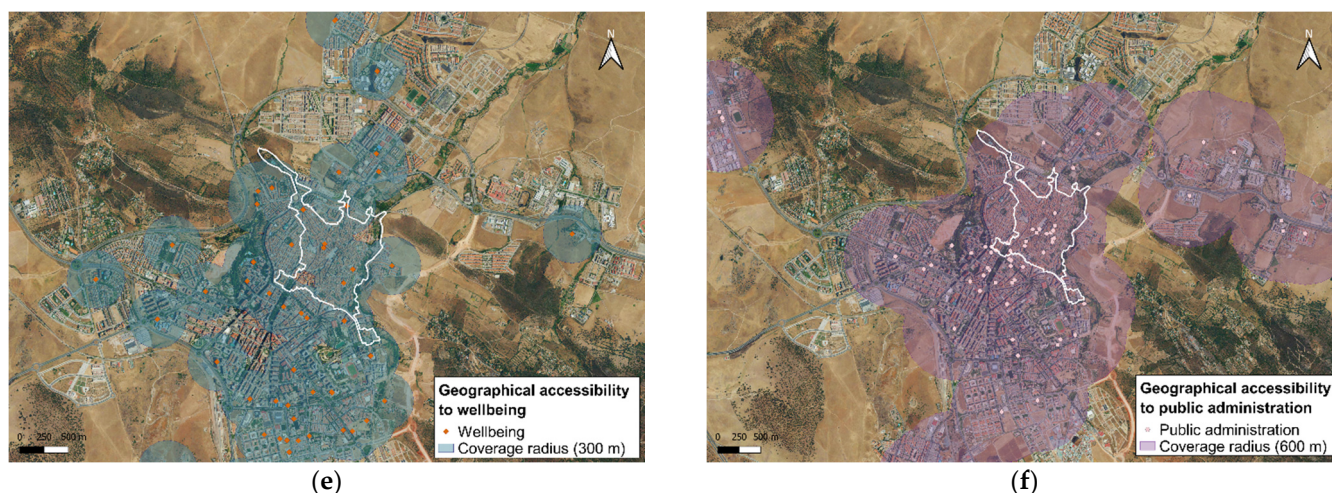 N
Geographical accessibility
to wellbeing
Wellbeing
Coverage radius (300 m)
0 250 500 m
(e)
N
Geographical accessibility
to public administration
Public administration
Coverage radius (600 m)
0 250 500 m
(f)